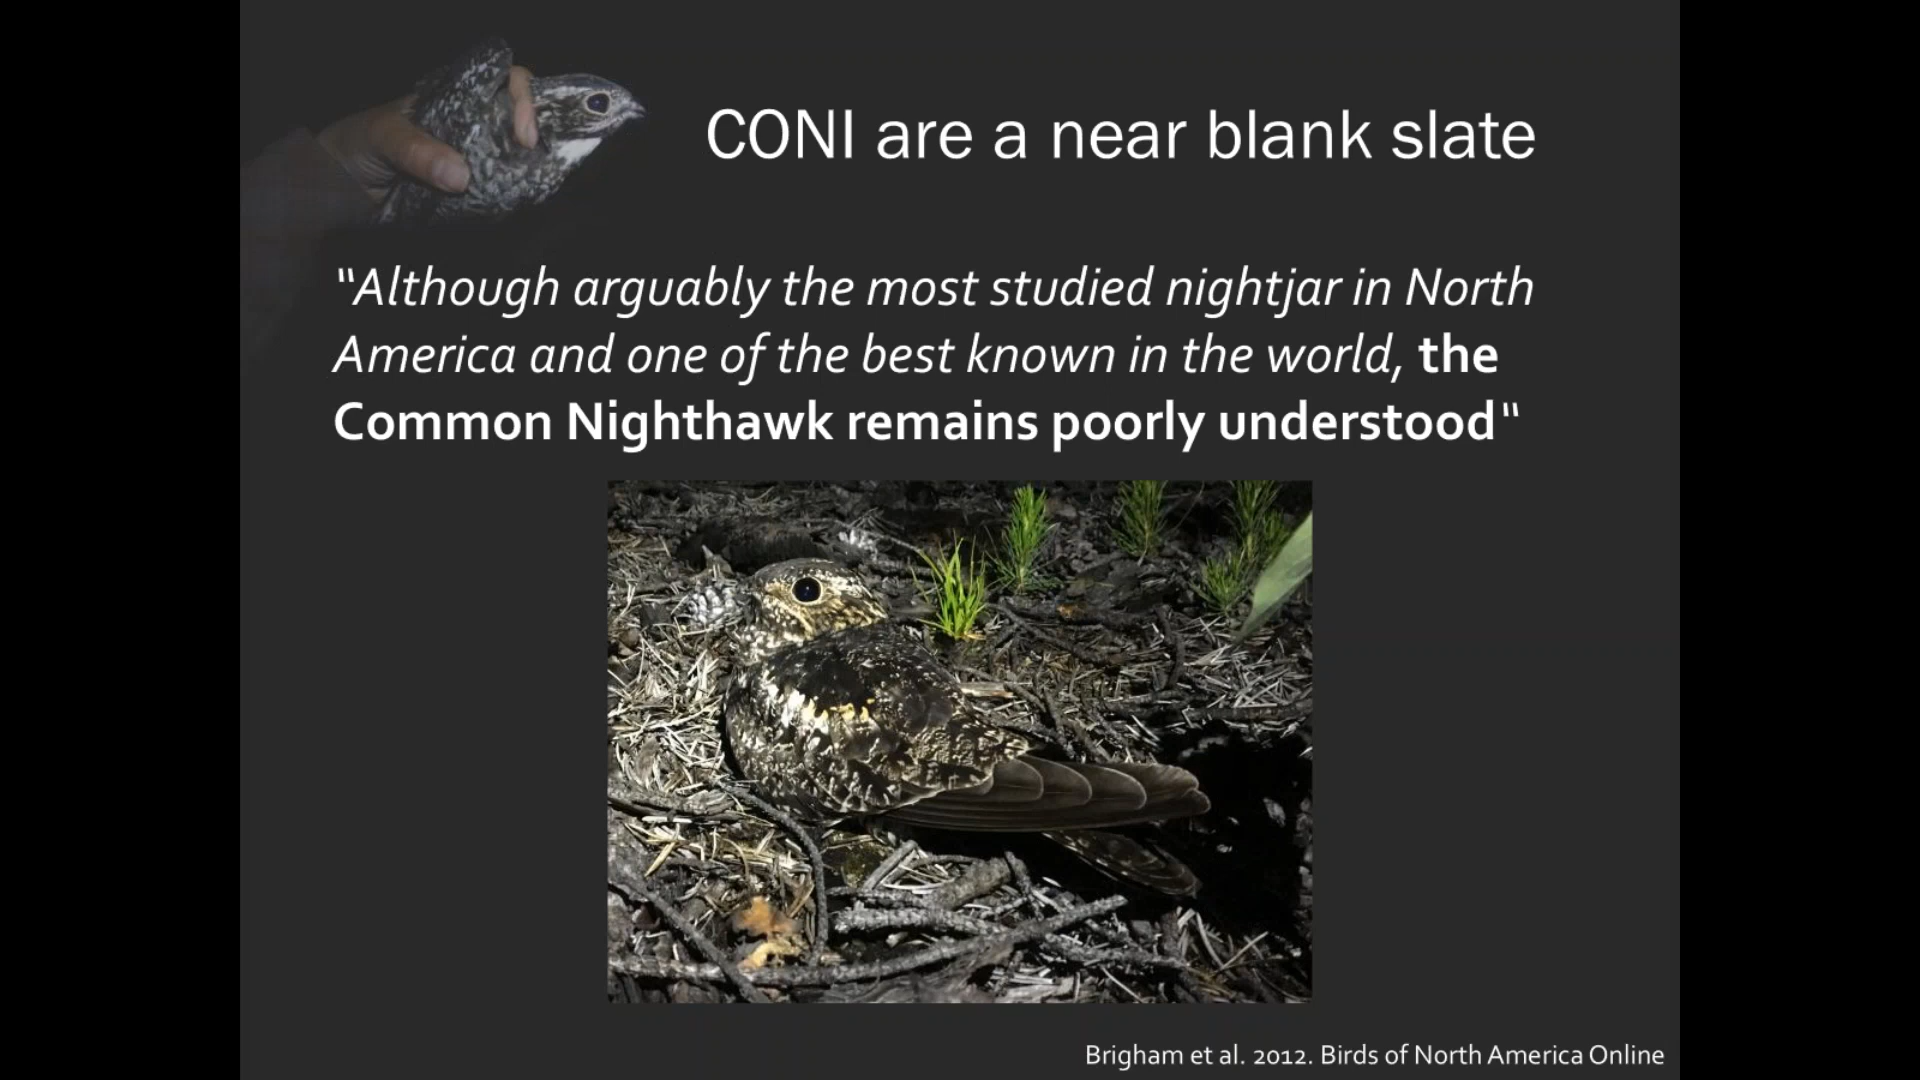 CONI are a near blank slate
“Although arguably the most studied nightjar in North
America and one of the best known in the world, the
Common Nighthawk remains poorly understood“
Brigham et al. 2012. Birds of North America Online